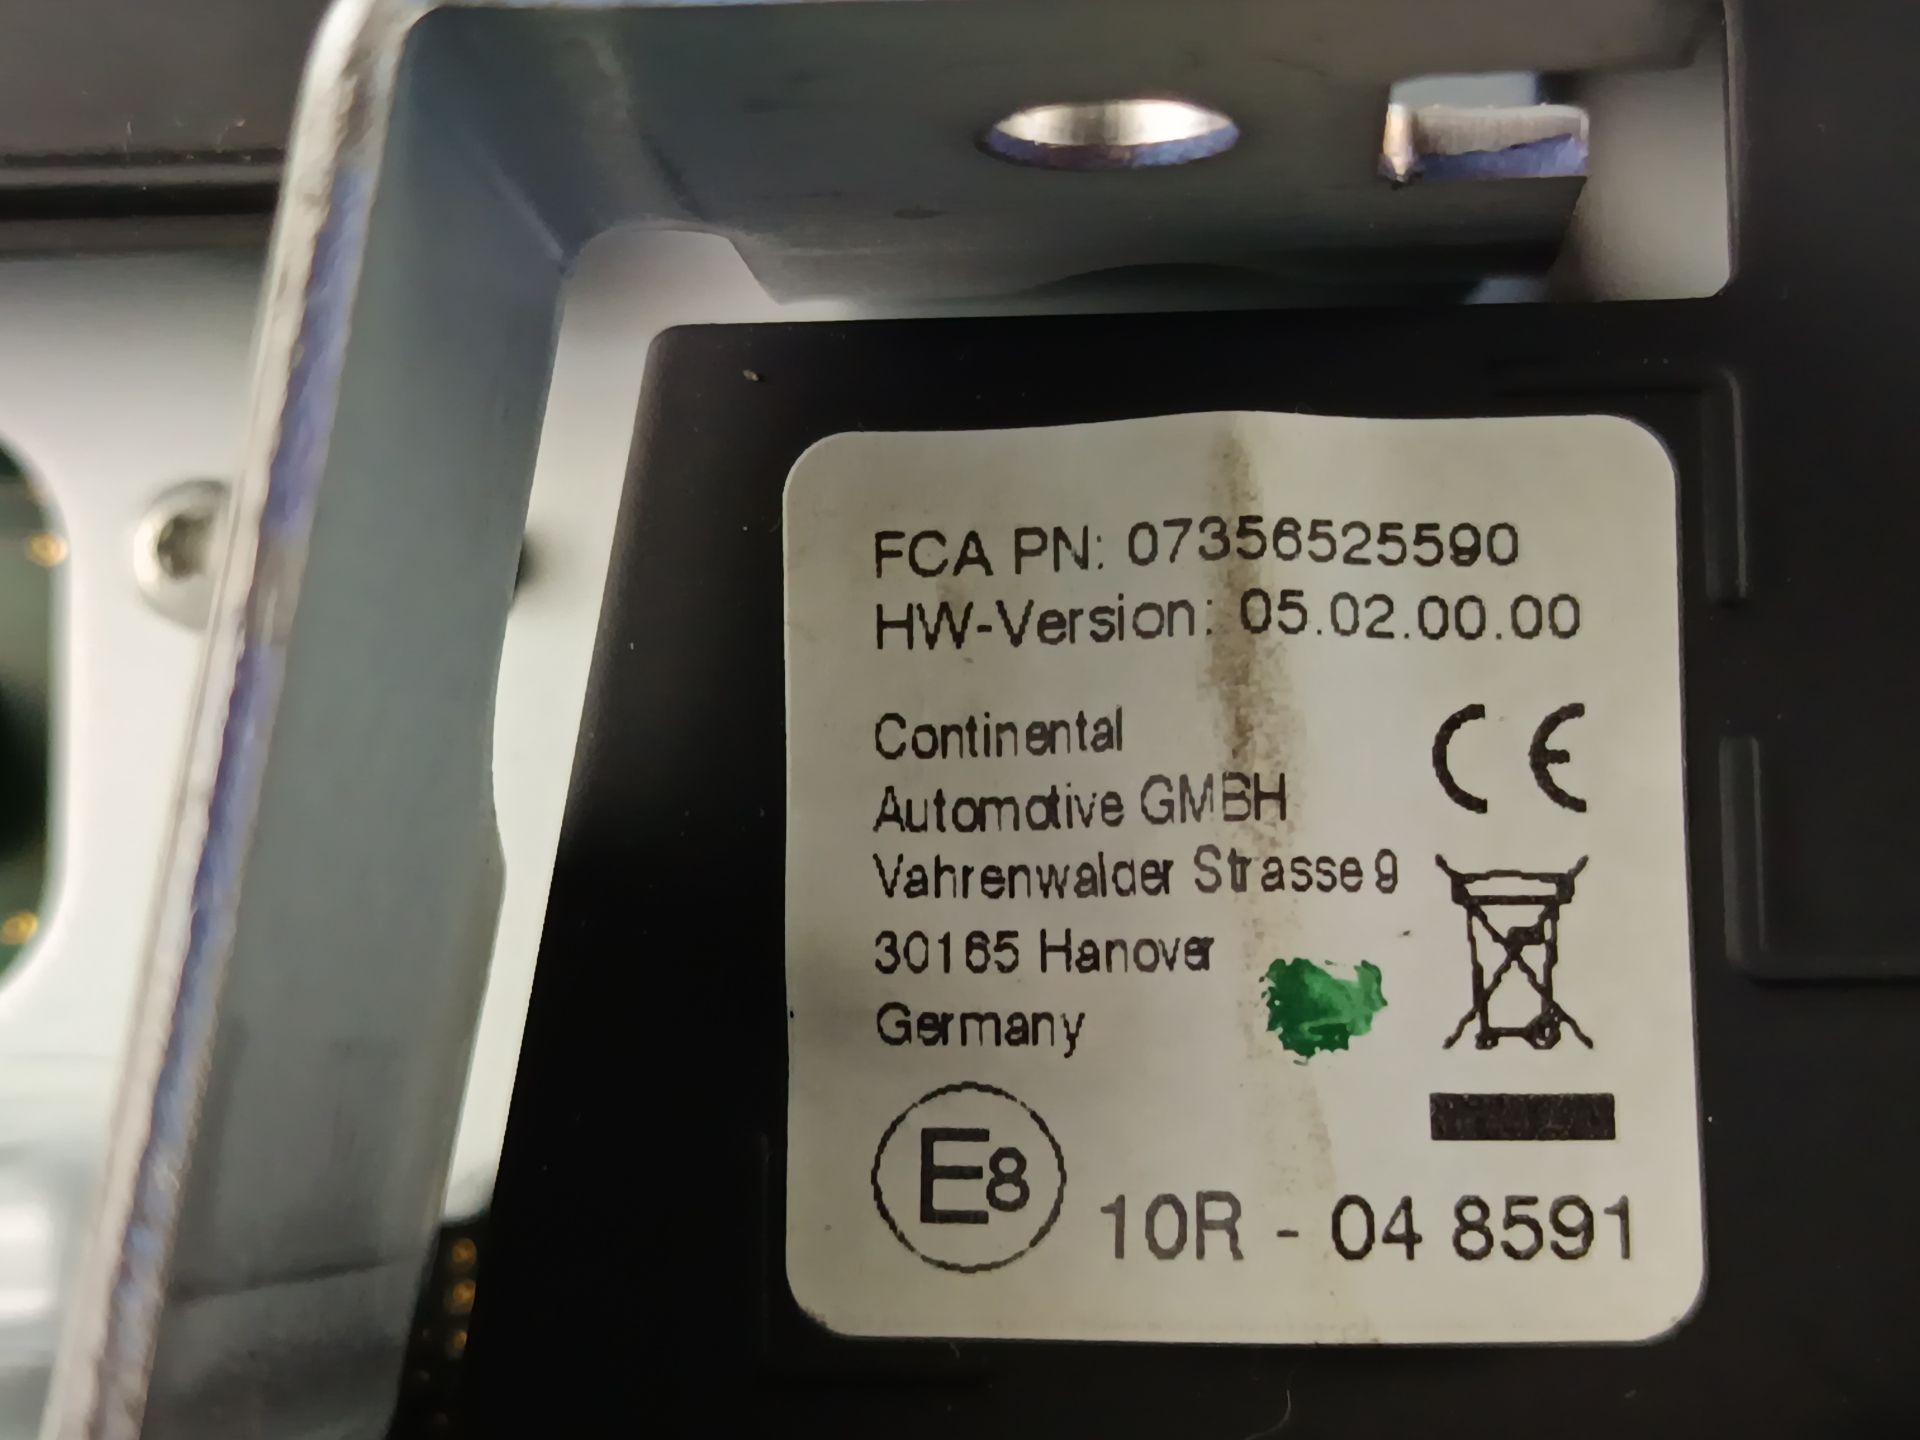 FCA PN: 07356525590
HW-Version: 05.02.00.00
Continental
Automotive GMBH
Vahrenwalder Strasse 9
30165 Hanover
Germany
CE
E8
10R - 04 8591